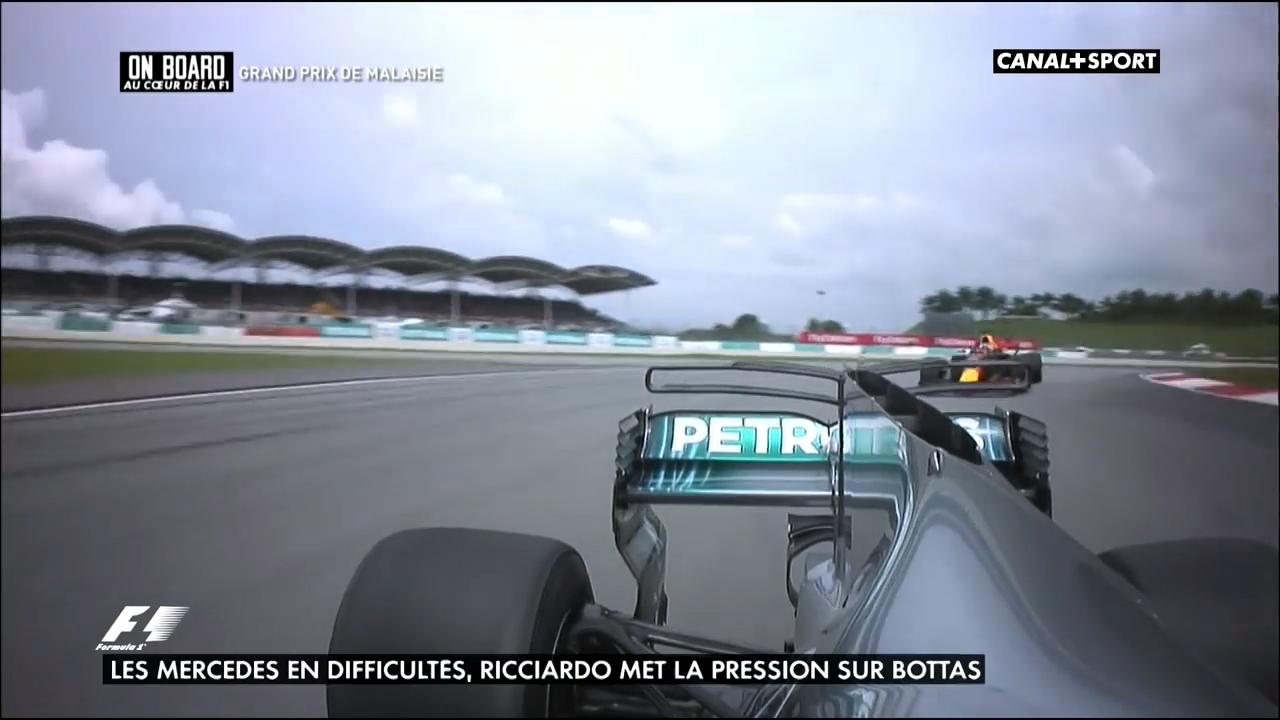 ON BOARD
AU CŒUR DE LA F1
GRAND PRIX DE MALAISIE
CANAL+SPORT
PETRONAS
F1
Formula 1
LES MERCEDES EN DIFFICULTÉS, RICCIARDO MET LA PRESSION SUR BOTTAS